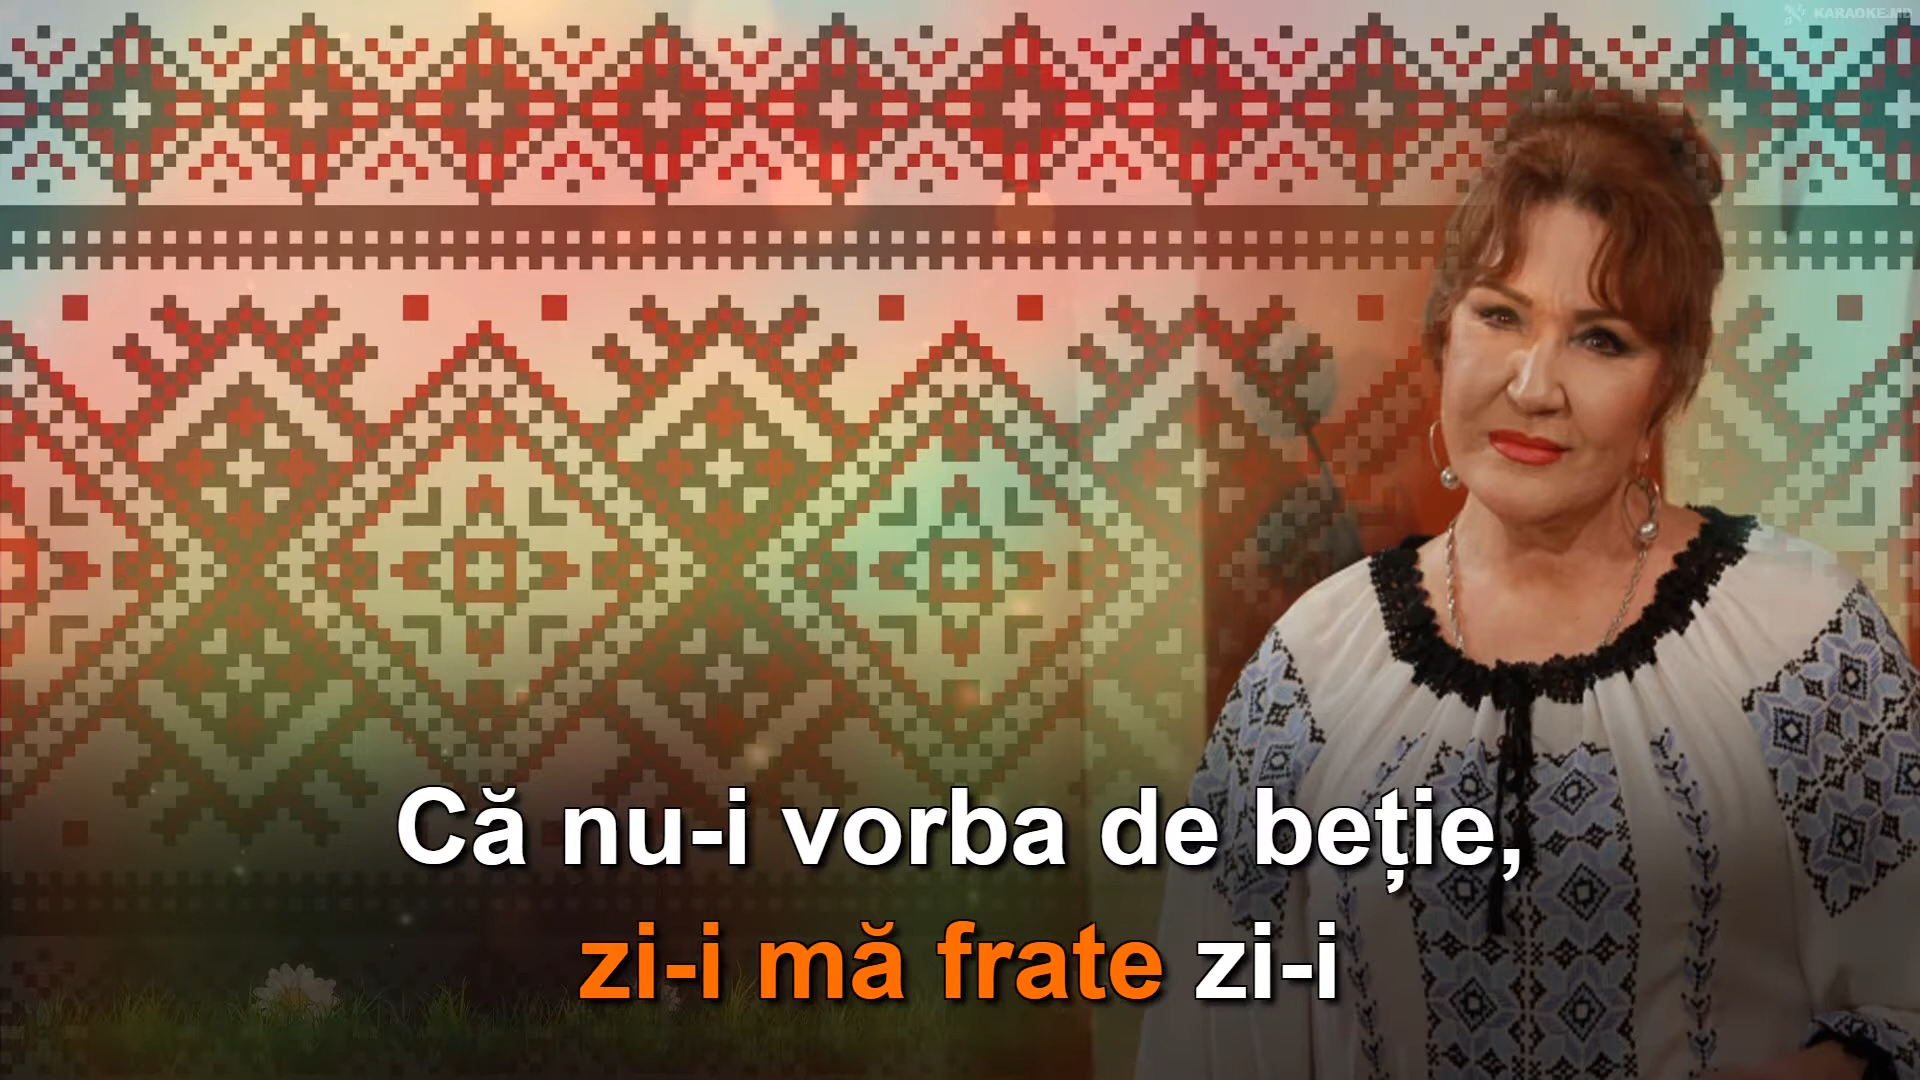 KARAOKE.MD
Că nu-i vorba de beție,
zi-i mă frate zi-i